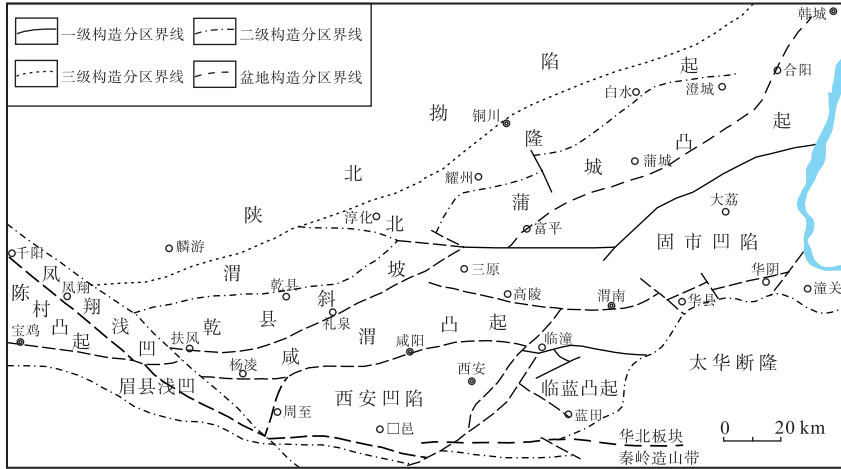 一级构造分区界线
二级构造分区界线
三级构造分区界线
盆地构造分区界线
韩城
合阳
澄城
白水
铜川
蒲城
耀州
大荔
淳化
富平
麟游
千阳
三原
凤翔
乾县
高陵
渭南
华县
华阴
潼关
礼泉
宝鸡
扶风
咸阳
临潼
杨凌
西安
周至
□邑
蓝田
陕北拗陷
渭北隆起
蒲城凸起
固市凹陷
乾县斜坡
凤翔浅凹
陈村凸起
咸渭凸起
眉县浅凹
西安凹陷
临蓝凸起
太华断隆
华北板块
秦岭造山带
0 20 km